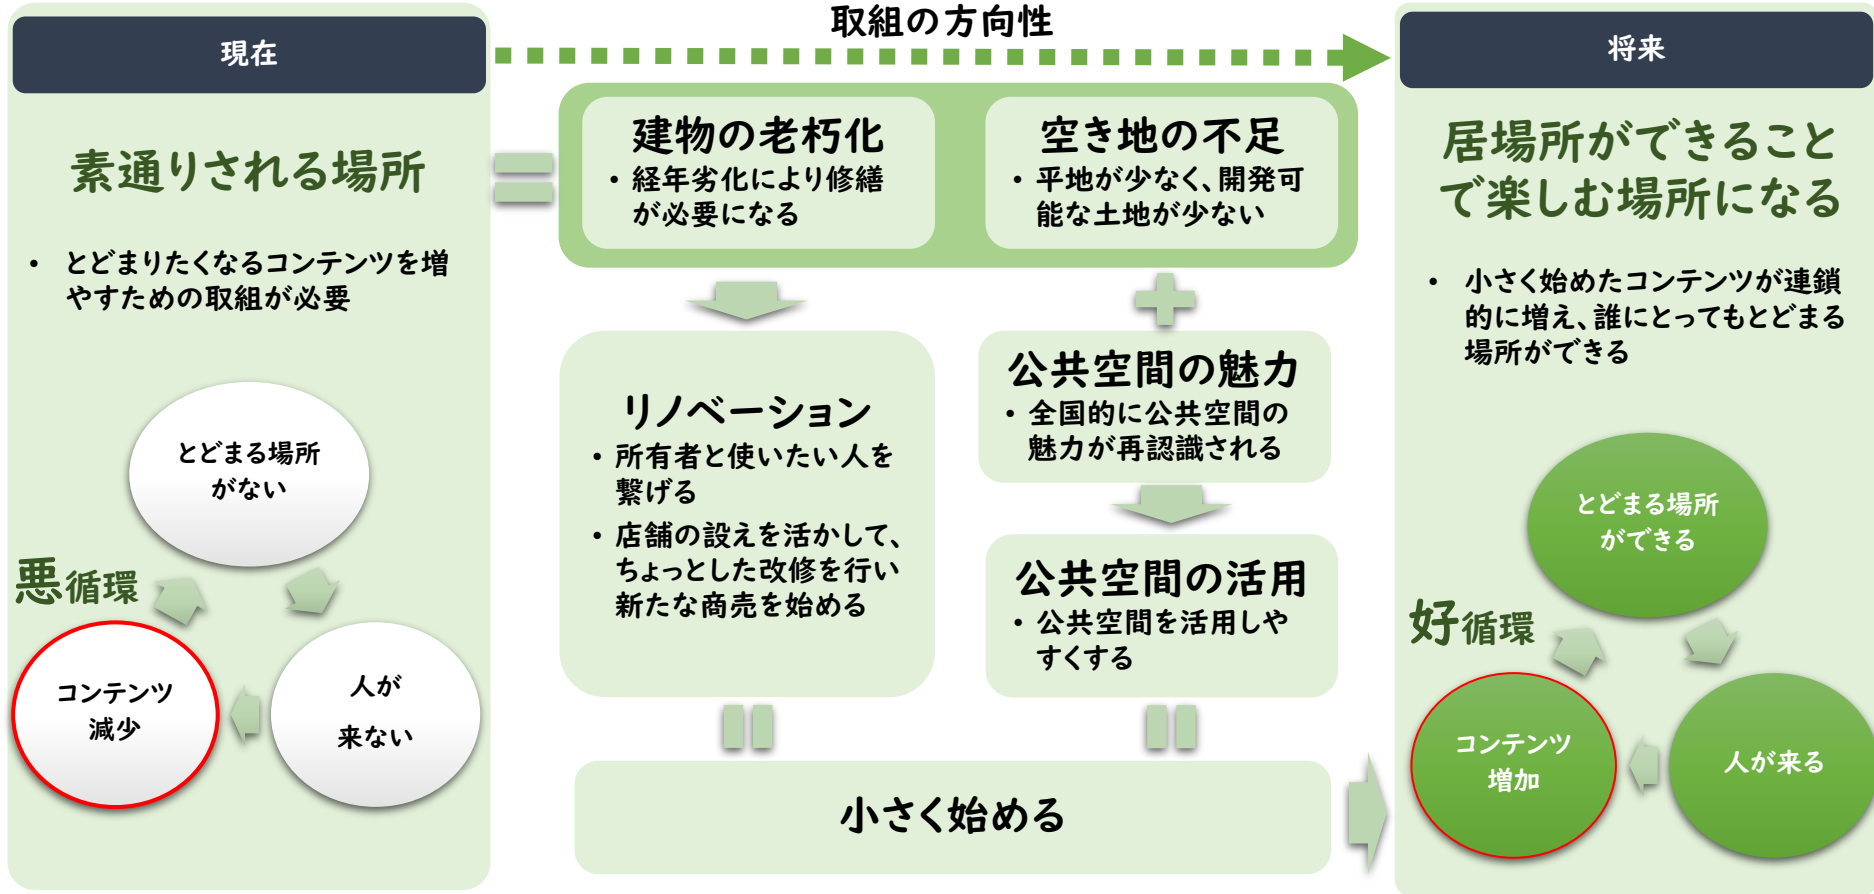 取組の方向性
現在
素通りされる場所
• とどまりたくなるコンテンツを増
やすための取組が必要
とどまる場所
がない
悪循環
コンテンツ
減少
人が
来ない
建物の老朽化
• 経年劣化により修繕
が必要になる
空き地の不足
• 平地が少なく、開発可
能な土地が少ない
リノベーション
• 所有者と使いたい人を
繋げる
• 店舗の設えを活かして、
ちょっとした改修を行い
新たな商売を始める
公共空間の魅力
• 全国的に公共空間の
魅力が再認識される
公共空間の活用
• 公共空間を活用しや
すくする
小さく始める
将来
居場所ができること
で楽しむ場所になる
• 小さく始めたコンテンツが連鎖
的に増え、誰にとってもとどまる
場所ができる
とどまる場所
ができる
好循環
コンテンツ
増加
人が来る